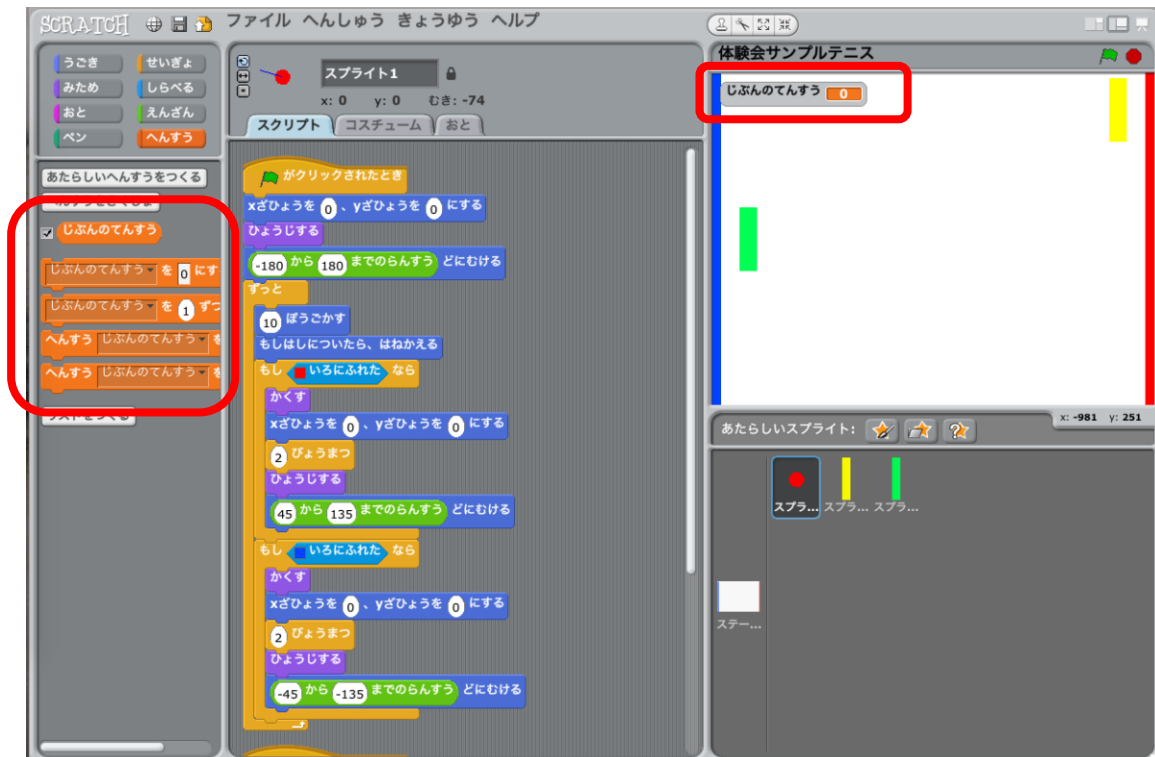 SCRATCH ファイル へんしゅう きょうゆう ヘルプ
うごき せいぎょ
みため しらべる
おと えんざん
ペン へんすう
あたらしいへんすうをつくる
じぶんのてんすう
じぶんのてんすう を 0 にす
じぶんのてんすう を 1 ずつ
へんすう じぶんのてんすう を
へんすう じぶんのてんすう を
リストをつくる
スプライト1
x: 0 y: 0 むき: -74
スクリプト コスチューム おと
がクリックされたとき
xざひょうを 0 、yざひょうを 0 にする
ひょうじする
-180 から 180 までのらんすう どにむける
ずっと
10 ほうごかす
もしはしについたら、はねかえる
もし いろにふれた なら
かくす
xざひょうを 0 、yざひょうを 0 にする
2 びょうまつ
ひょうじする
45 から 135 までのらんすう どにむける
もし いろにふれた なら
かくす
xざひょうを 0 、yざひょうを 0 にする
2 びょうまつ
ひょうじする
-45 から -135 までのらんすう どにむける
体験会サンプルテニス
じぶんのてんすう 0
x: -981 y: 251
あたらしいスプライト:
スプラ... スプラ... スプラ...
ステー...